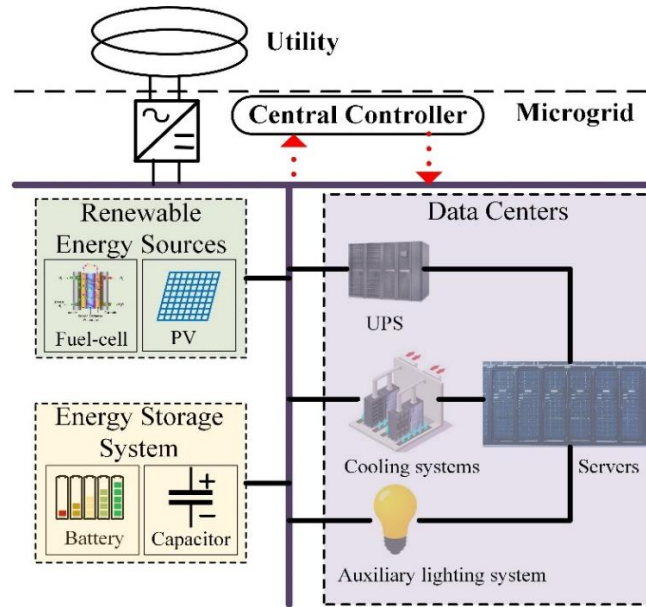 Utility
Central Controller
Microgrid
Renewable
Energy Sources
Fuel-cell
PV
Energy Storage
System
Battery
Capacitor
Data Centers
UPS
Cooling systems
Servers
Auxiliary lighting system